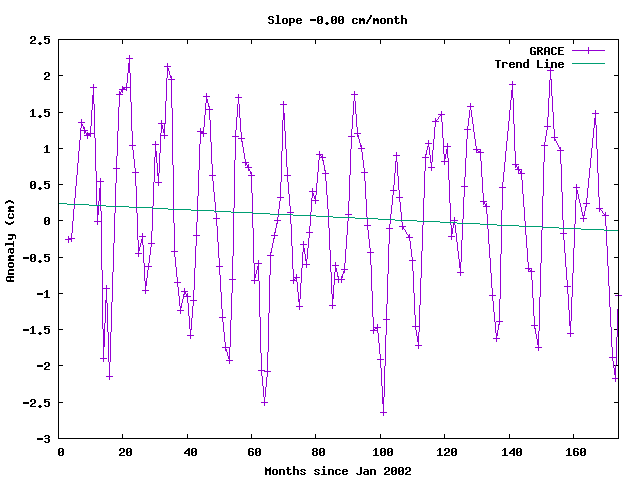 Slope -0.00 cm/month
2.5
2
1.5
1
0.5
0
-0.5
-1
-1.5
-2
-2.5
-3
Anomaly (cm)
GRACE
Trend Line
0 20 40 60 80 100 120 140 160
Months since Jan 2002